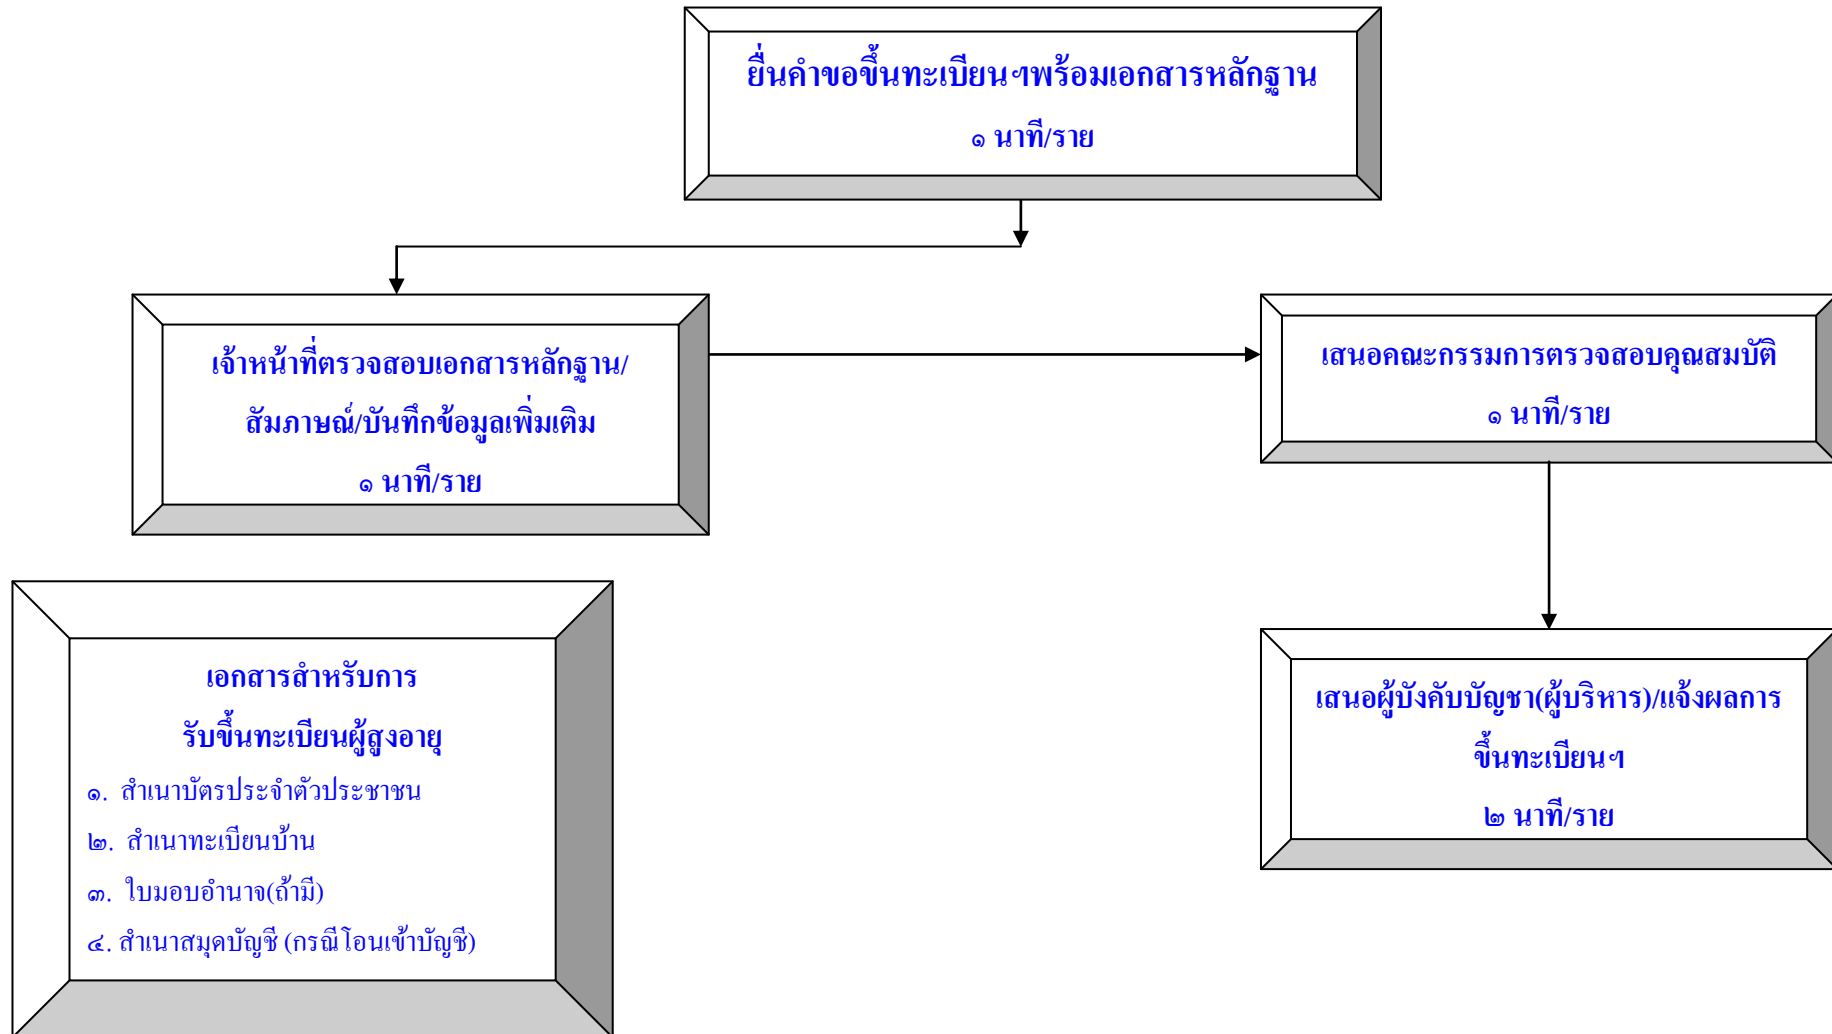 ยื่นคำขอขึ้นทะเบียนฯพร้อมเอกสารหลักฐาน
๑ นาที/ราย
เจ้าหน้าที่ตรวจสอบเอกสารหลักฐาน/
สัมภาษณ์/บันทึกข้อมูลเพิ่มเติม
๑ นาที/ราย
เสนอคณะกรรมการตรวจสอบคุณสมบัติ
๑ นาที/ราย
เสนอผู้บังคับบัญชา(ผู้บริหาร)/แจ้งผลการ
ขึ้นทะเบียนฯ
๒ นาที/ราย
เอกสารสำหรับการ
รับขึ้นทะเบียนผู้สูงอายุ
๑. สำเนาบัตรประจำตัวประชาชน
๒. สำเนาทะเบียนบ้าน
๓. ใบมอบอำนาจ(ถ้ามี)
๔. สำเนาสมุดบัญชี (กรณีโอนเข้าบัญชี)